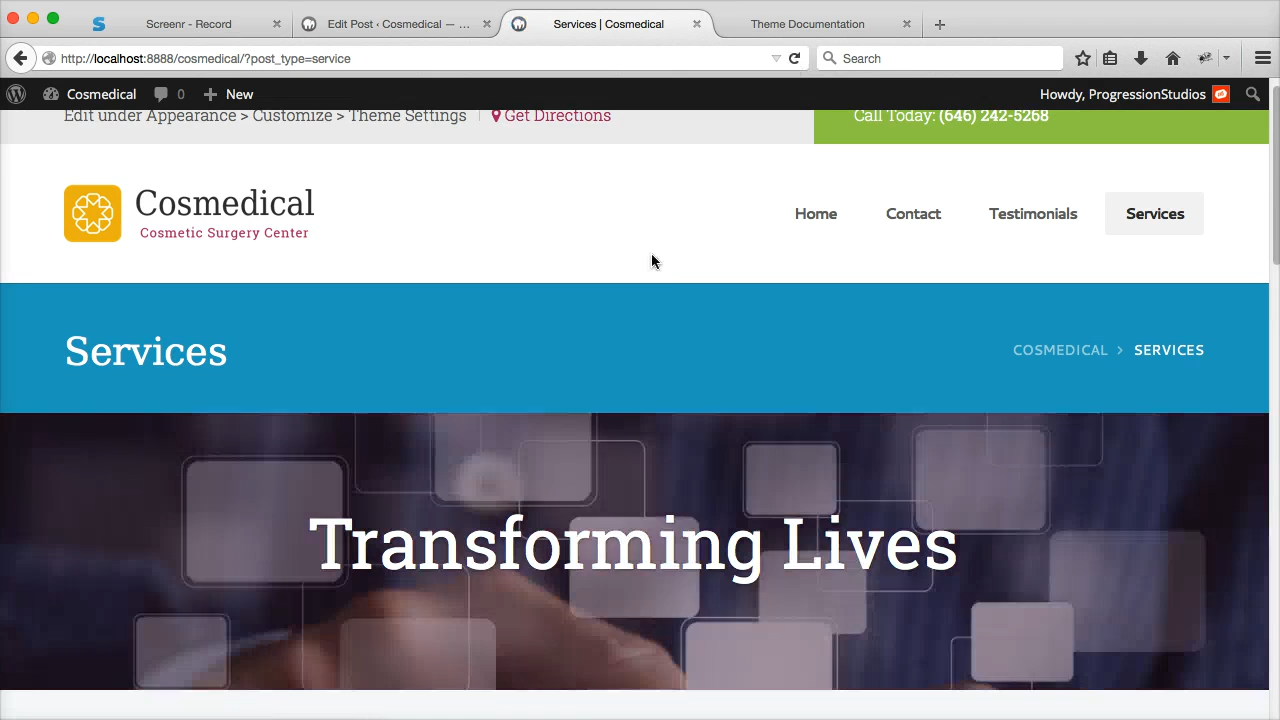 Screenr - Record
Edit Post ‹ Cosmedical — ...
Services | Cosmedical
Theme Documentation
http://localhost:8888/cosmedical/?post_type=service
Search
Cosmedical
0
New
Howdy, ProgressionStudios
Edit under Appearance > Customize > Theme Settings
Get Directions
Call Today: (646) 242-5268
Cosmedical
Cosmetic Surgery Center
Home
Contact
Testimonials
Services
Services
COSMEDICAL > SERVICES
Transforming Lives